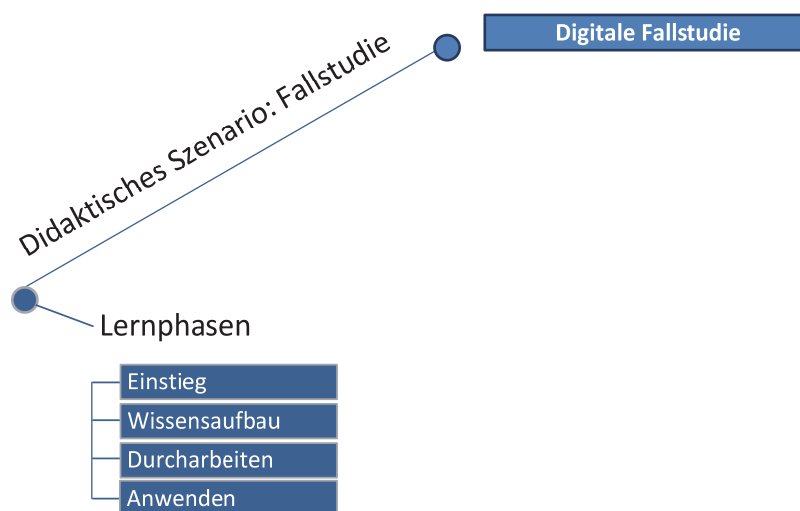 Digitale Fallstudie
Didaktisches Szenario: Fallstudie
Lernphasen
Einstieg
Wissensaufbau
Durcharbeiten
Anwenden